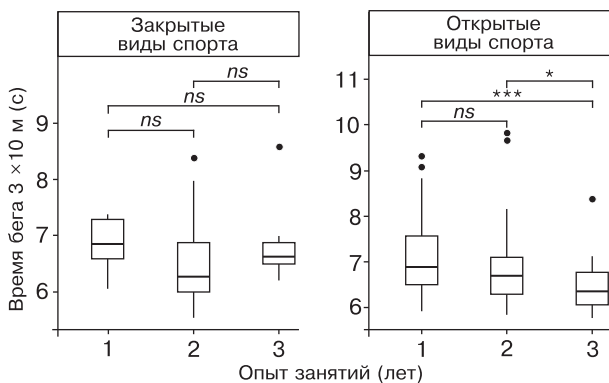 Закрытые
виды спорта
Открытые
виды спорта
Время бега 3 ×10 м (с)
ns
ns
ns
9
8
7
6
1 2 3
*
***
ns
11
10
9
8
7
6
1 2 3
Опыт занятий (лет)